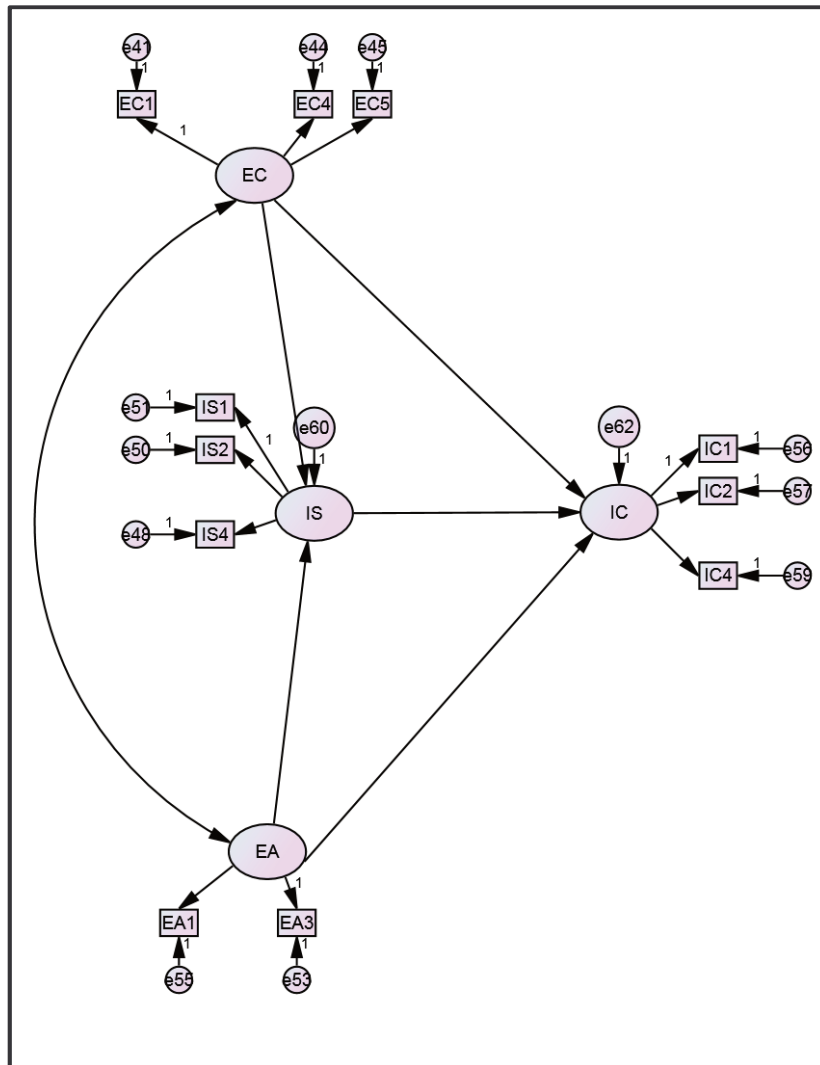 e41 e44 e45
1 1 1
EC1 EC4 EC5
1
EC
e51 1 IS1
e60 e62
1
e50 1 IS2
1 1
1 IC1 1 e56
IS IC
IC2 1 e57
e48 1 IS4
IC4 1 e59
EA
1
EA1 EA3
1 1
e55 e53